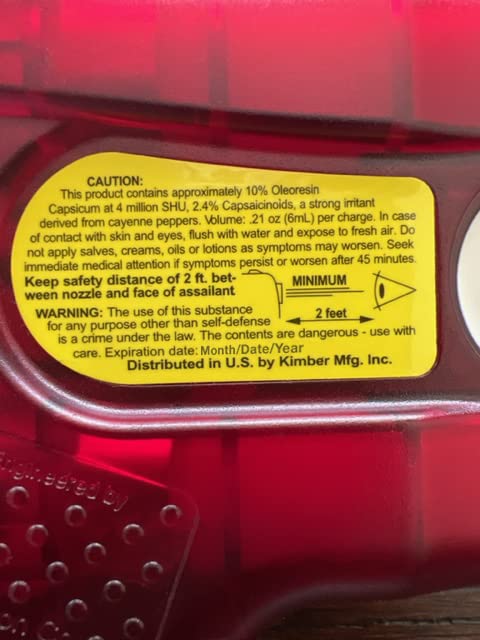 CAUTION:
This product contains approximately 10% Oleoresin
Capsicum at 4 million SHU, 2.4% Capsaicinoids, a strong irritant
derived from cayenne peppers. Volume: .21 oz (6mL) per charge. In case
of contact with skin and eyes, flush with water and expose to fresh air. Do
not apply salves, creams, oils or lotions as symptoms may worsen. Seek
immediate medical attention if symptoms persist or worsen after 45 minutes.
Keep safety distance of 2 ft. bet-
ween nozzle and face of assailant
MINIMUM
2 feet
WARNING: The use of this substance
for any purpose other than self-defense
is a crime under the law. The contents are dangerous - use with
care. Expiration date: Month/Date/Year
Distributed in U.S. by Kimber Mfg. Inc.
Engineered by